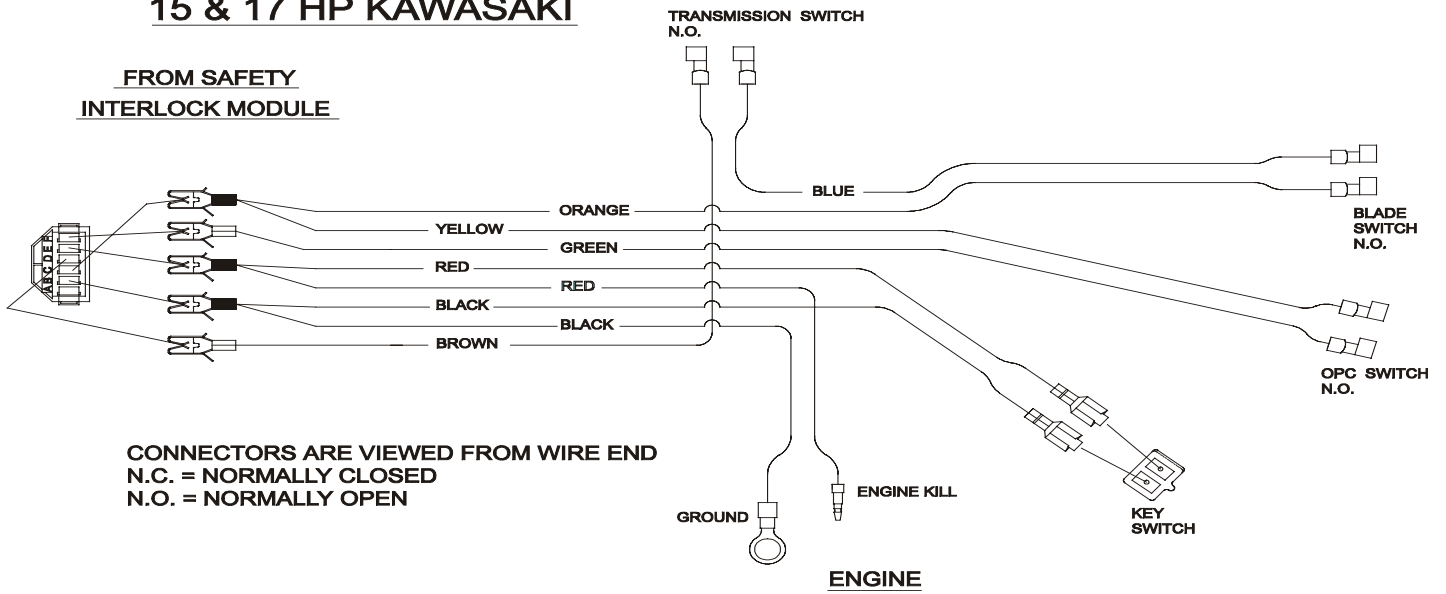 15 & 17 HP KAWASAKI
TRANSMISSION SWITCH
N.O.
FROM SAFETY
INTERLOCK MODULE
BLUE
ORANGE
YELLOW
GREEN
RED
RED
BLACK
BLACK
BROWN
BLADE
SWITCH
N.O.
OPC SWITCH
N.O.
A B C D E F
CONNECTORS ARE VIEWED FROM WIRE END
N.C. = NORMALLY CLOSED
N.O. = NORMALLY OPEN
ENGINE KILL
GROUND
KEY
SWITCH
ENGINE